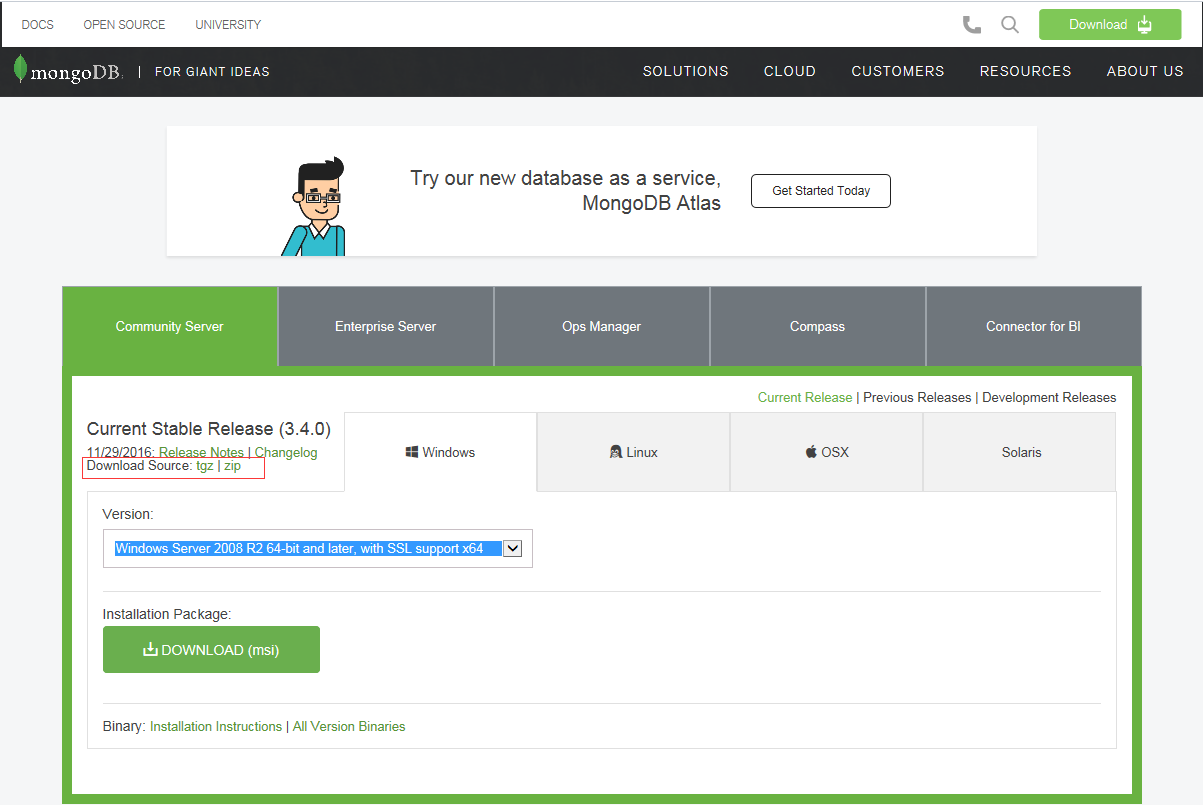 DOCS OPEN SOURCE UNIVERSITY Download
mongoDB. | FOR GIANT IDEAS SOLUTIONS CLOUD CUSTOMERS RESOURCES ABOUT US
Try our new database as a service,
MongoDB Atlas
Get Started Today
Community Server Enterprise Server Ops Manager Compass Connector for BI
Current Release | Previous Releases | Development Releases
Current Stable Release (3.4.0)
11/29/2016: Release Notes | Changelog
Download Source: tgz | zip
Windows Linux OSX Solaris
Version:
Windows Server 2008 R2 64-bit and later, with SSL support x64
Installation Package:
DOWNLOAD (msi)
Binary: Installation Instructions | All Version Binaries